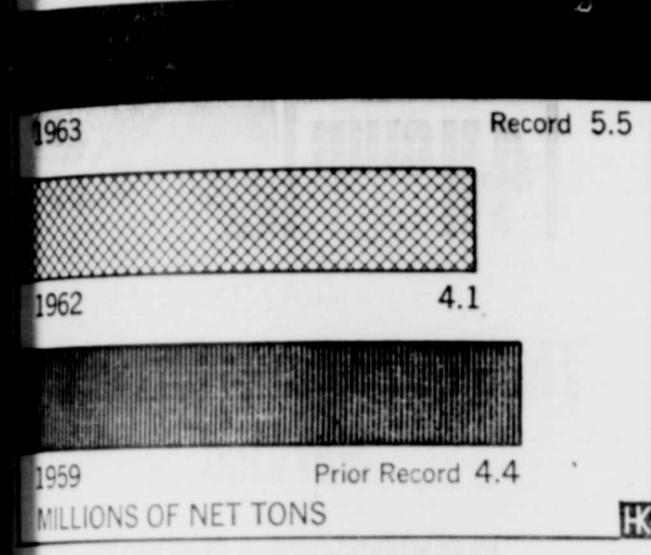 1963 Record 5.5
1962 4.1
1959 Prior Record 4.4
MILLIONS OF NET TONS
HK